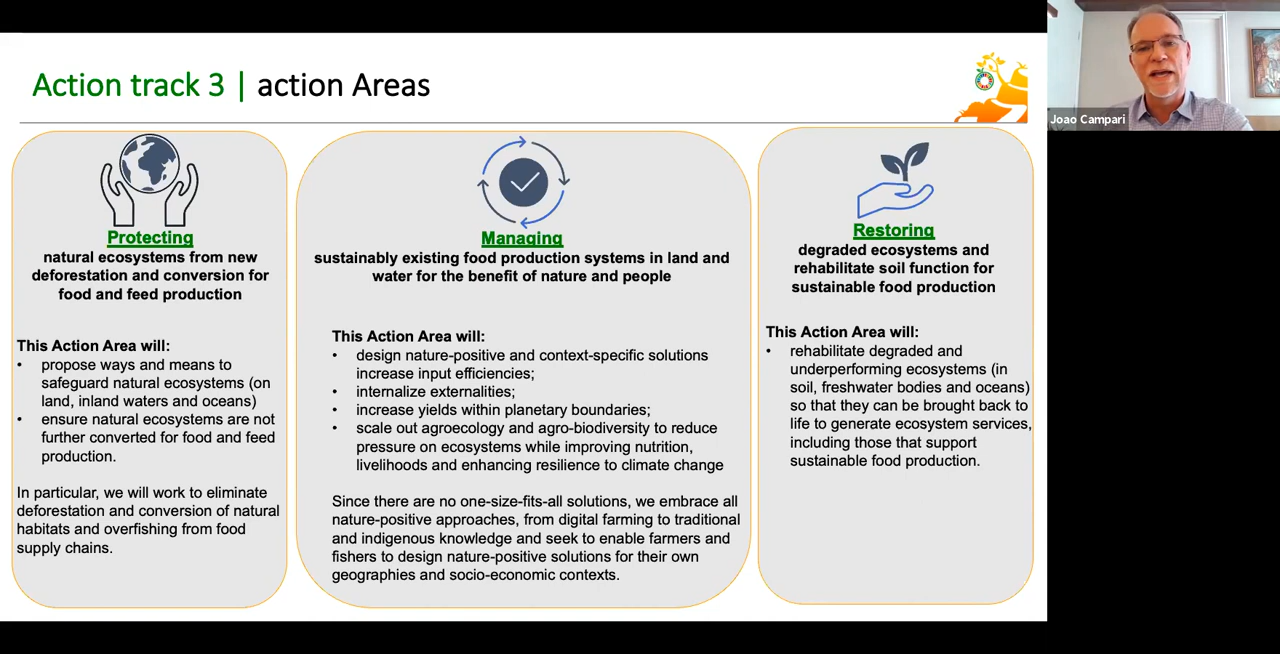 Action track 3 | action Areas
Joao Campari
Protecting
natural ecosystems from new
deforestation and conversion for
food and feed production
This Action Area will:
• propose ways and means to
safeguard natural ecosystems (on
land, inland waters and oceans)
• ensure natural ecosystems are not
further converted for food and feed
production.
In particular, we will work to eliminate
deforestation and conversion of natural
habitats and overfishing from food
supply chains.
Managing
sustainably existing food production systems in land and
water for the benefit of nature and people
This Action Area will:
• design nature-positive and context-specific solutions
increase input efficiencies;
• internalize externalities;
• increase yields within planetary boundaries;
• scale out agroecology and agro-biodiversity to reduce
pressure on ecosystems while improving nutrition,
livelihoods and enhancing resilience to climate change
Since there are no one-size-fits-all solutions, we embrace all
nature-positive approaches, from digital farming to traditional
and indigenous knowledge and seek to enable farmers and
fishers to design nature-positive solutions for their own
geographies and socio-economic contexts.
Restoring
degraded ecosystems and
rehabilitate soil function for
sustainable food production
This Action Area will:
• rehabilitate degraded and
underperforming ecosystems (in
soil, freshwater bodies and oceans)
so that they can be brought back to
life to generate ecosystem services,
including those that support
sustainable food production.